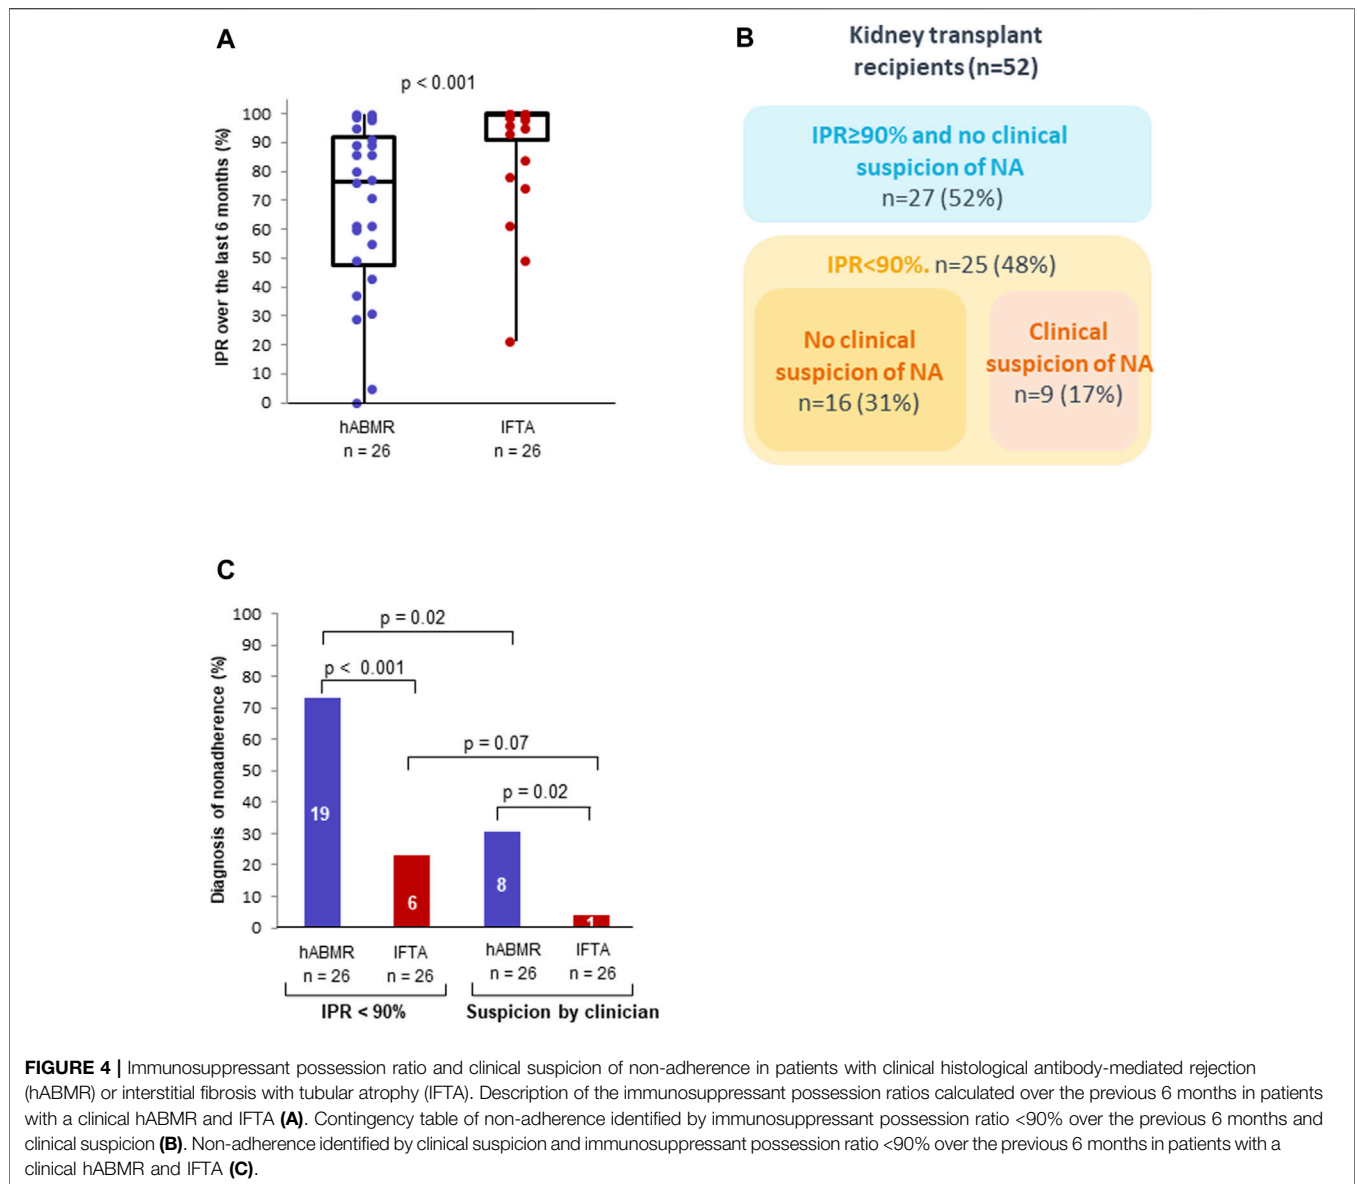 A
p < 0.001
IPR over the last 6 months (%)
100
90
80
70
60
50
40
30
20
10
0
hABMR
n = 26
IFTA
n = 26
B
Kidney transplant
recipients (n=52)
IPR≥90% and no clinical
suspicion of NA
n=27 (52%)
IPR<90%. n=25 (48%)
No clinical
suspicion of NA
n=16 (31%)
Clinical
suspicion of NA
n=9 (17%)
C
Diagnosis of nonadherence (%)
100
90
80
70
60
50
40
30
20
10
0
p = 0.02
p < 0.001
p = 0.07
p = 0.02
19
6
8
1
hABMR
n = 26
IFTA
n = 26
hABMR
n = 26
IFTA
n = 26
IPR < 90%
Suspicion by clinician
FIGURE 4 | Immunosuppressant possession ratio and clinical suspicion of non-adherence in patients with clinical histological antibody-mediated rejection
(hABMR) or interstitial fibrosis with tubular atrophy (IFTA). Description of the immunosuppressant possession ratios calculated over the previous 6 months in patients
with a clinical hABMR and IFTA (A). Contingency table of non-adherence identified by immunosuppressant possession ratio <90% over the previous 6 months and
clinical suspicion (B). Non-adherence identified by clinical suspicion and immunosuppressant possession ratio <90% over the previous 6 months in patients with a
clinical hABMR and IFTA (C).